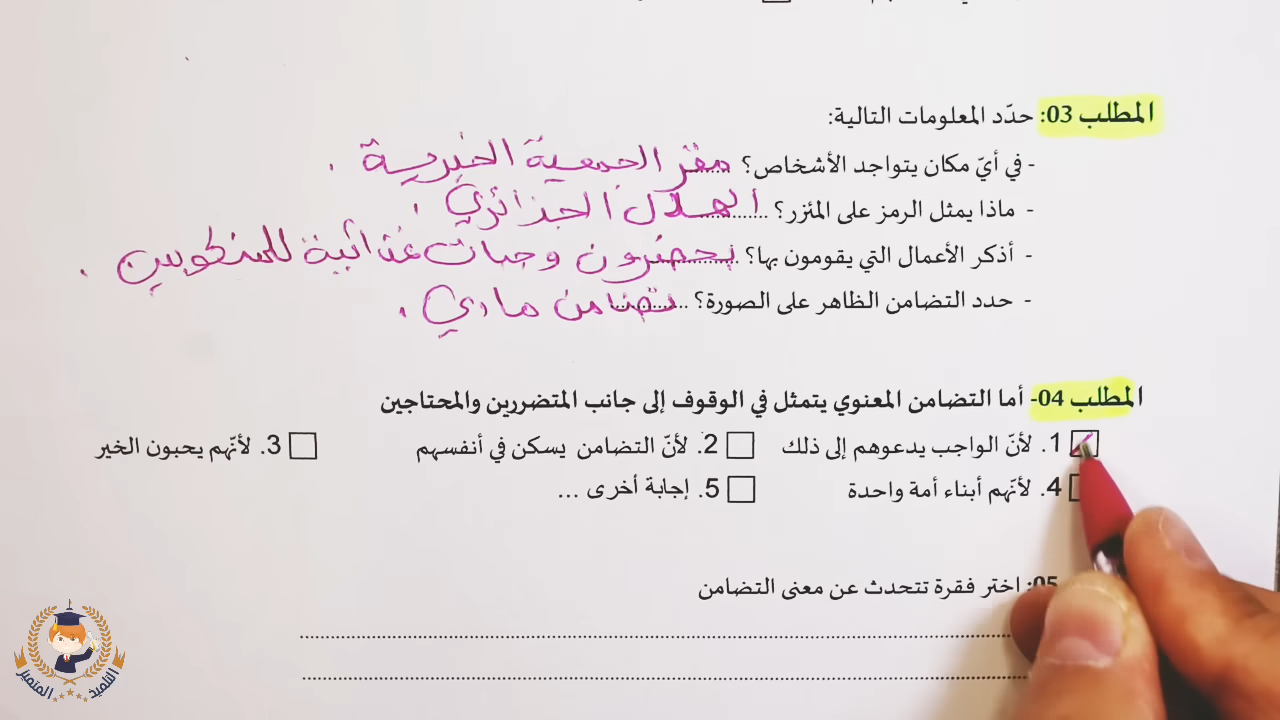 المطلب 03: حدّد المعلومات التالية:
- في أيّ مكان يتواجد الأشخاص؟ مقر الجمعية الخيرية .
- ماذا يمثل الرمز على المئزر؟ الهلال الجزائري .
- أذكر الأعمال التي يقومون بها؟ يحضرون وجبات غذائية للمنكوبين .
- حدد التضامن الظاهر على الصورة؟ تضامن مادي .
المطلب 04- أما التضامن المعنوي يتمثل في الوقوف إلى جانب المتضررين والمحتاجين
1. لأنّ الواجب يدعوهم إلى ذلك 2. لأنّ التضامن يسكن في أنفسهم 3. لأنّهم يحبون الخير
4. لأنّهم أبناء أمة واحدة 5. إجابة أخرى ...
05: اختر فقرة تتحدث عن معنى التضامن
التلميذ المتميز